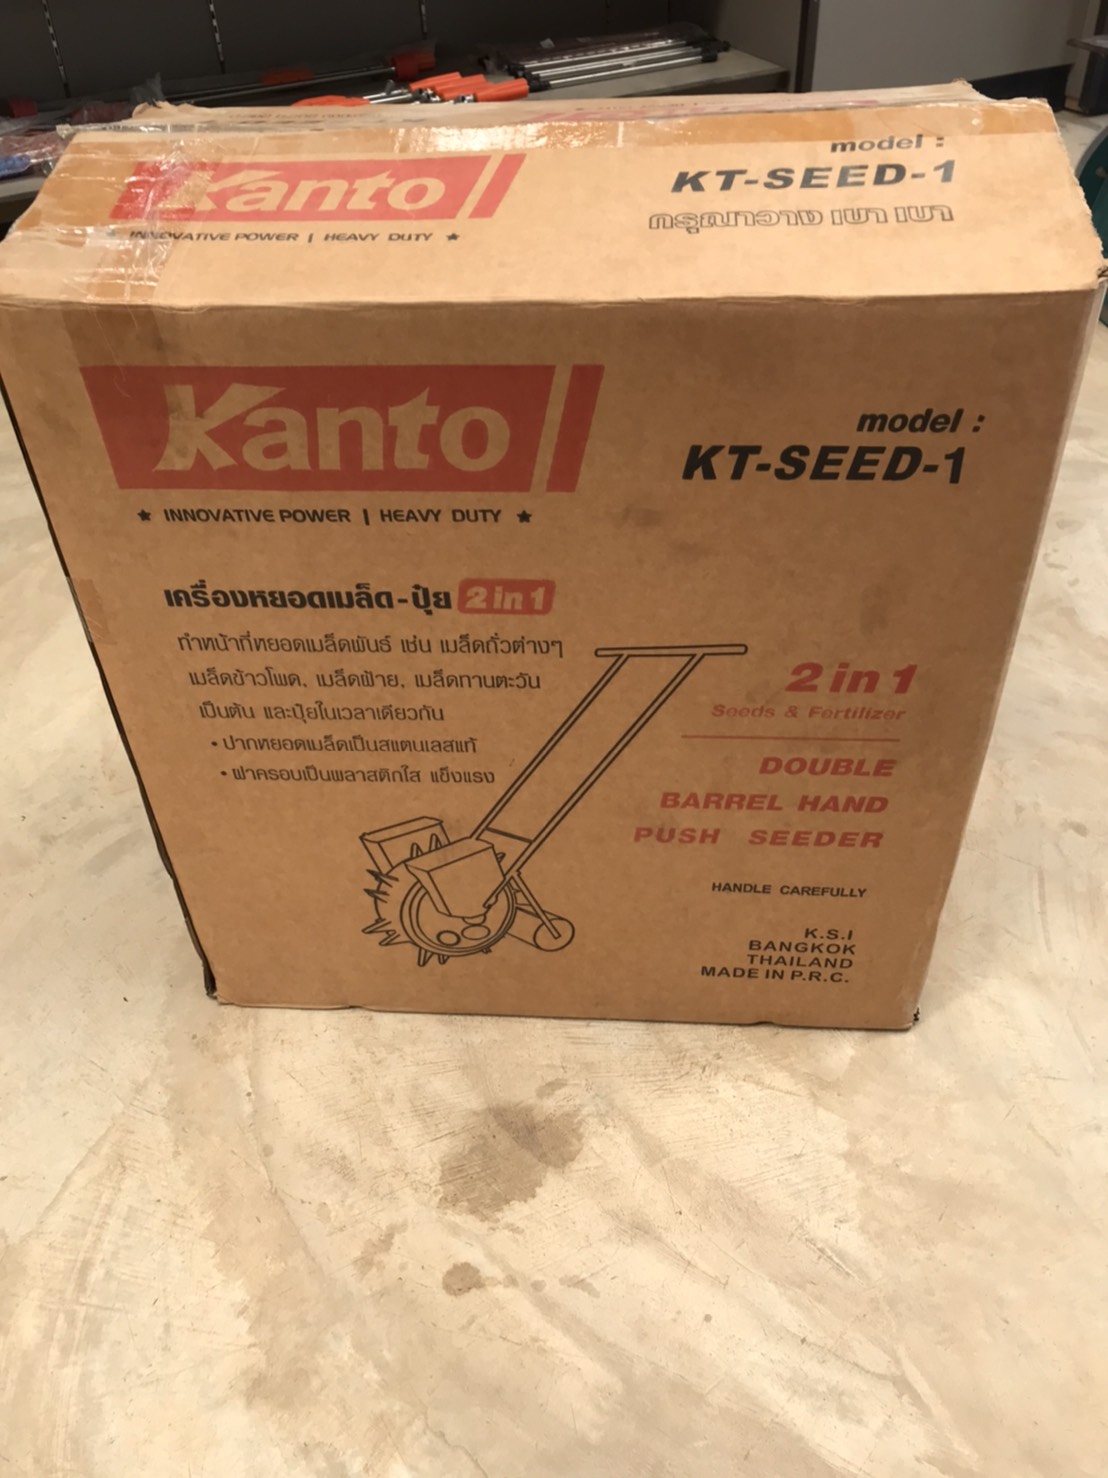 Kanto
★ INNOVATIVE POWER | HEAVY DUTY ★
model :
KT-SEED-1
กรุณาวาง เบา เบา
Kanto
★ INNOVATIVE POWER | HEAVY DUTY ★
model :
KT-SEED-1
เครื่องหยอดเมล็ด-ปุ๋ย 2 in 1
ทำหน้าที่หยอดเมล็ดพันธ์ เช่น เมล็ดถั่วต่างๆ
เมล็ดข้าวโพด, เมล็ดฝ้าย, เมล็ดทานตะวัน
เป็นต้น และปุ๋ยในเวลาเดียวกัน
• ปากหยอดเมล็ดเป็นสแตนเลสแท้
• ฝาครอบเป็นพลาสติกใส แข็งแรง
2 in 1
Seeds & Fertilizer
DOUBLE
BARREL HAND
PUSH SEEDER
HANDLE CAREFULLY
K.S.I
BANGKOK
THAILAND
MADE IN P.R.C.